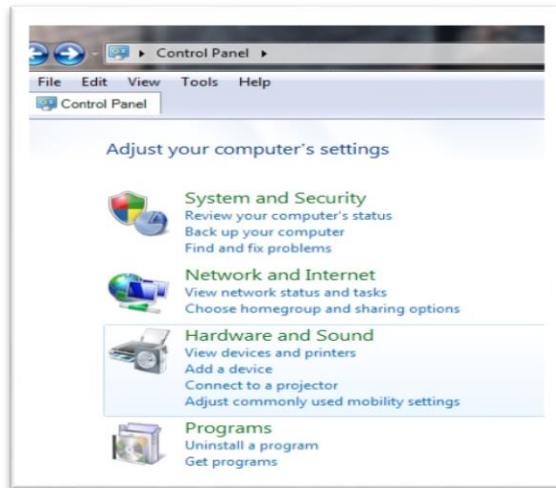 Control Panel
File Edit View Tools Help
Control Panel
Adjust your computer's settings
System and Security
Review your computer's status
Back up your computer
Find and fix problems
Network and Internet
View network status and tasks
Choose homegroup and sharing options
Hardware and Sound
View devices and printers
Add a device
Connect to a projector
Adjust commonly used mobility settings
Programs
Uninstall a program
Get programs